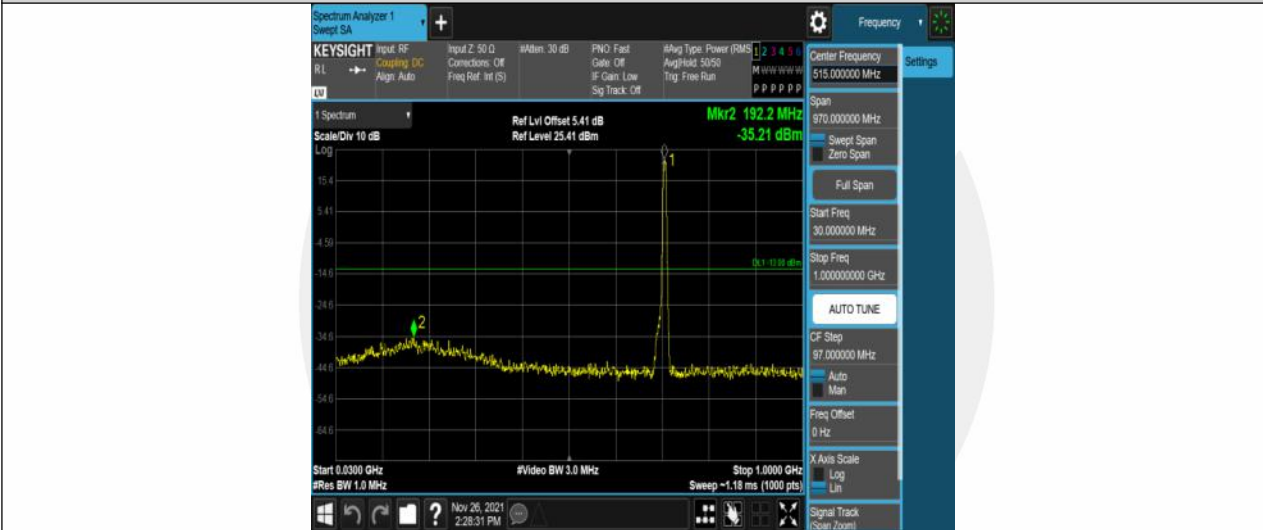 Spectrum Analyzer 1
Swept SA
+
Frequency
KEYSIGHT
RL
LV
Input: RF
Coupling: DC
Align: Auto
Input Z: 50 Ω
Corrections: Off
Freq Ref: Int (S)
#Atten: 30 dB
PNO: Fast
Gate: Off
IF Gain: Low
Sig Track: Off
#Avg Type: Power (RMS
Avg|Hold: 50/50
Trig: Free Run
1 2 3 4 5 6
M W W W W W
P P P P P P
Center Frequency
515.000000 MHz
Settings
1 Spectrum
Scale/Div 10 dB
Log
Ref Lvl Offset 5.41 dB
Ref Level 25.41 dBm
Mkr2 192.2 MHz
-35.21 dBm
Span
970.000000 MHz
Swept Span
Zero Span
Full Span
Start Freq
30.000000 MHz
Stop Freq
1.000000000 GHz
AUTO TUNE
CF Step
97.000000 MHz
Auto
Man
Freq Offset
0 Hz
X Axis Scale
Log
Lin
Signal Track
(Span Zoom)
1
15.4
5.41
-4.59
DL1 -13.00 dBm
-14.6
-24.6
2
-34.6
-44.6
-54.6
-64.6
Start 0.0300 GHz
#Res BW 1.0 MHz
#Video BW 3.0 MHz
Stop 1.0000 GHz
Sweep ~1.18 ms (1000 pts)
?
Nov 26, 2021
2:28:31 PM